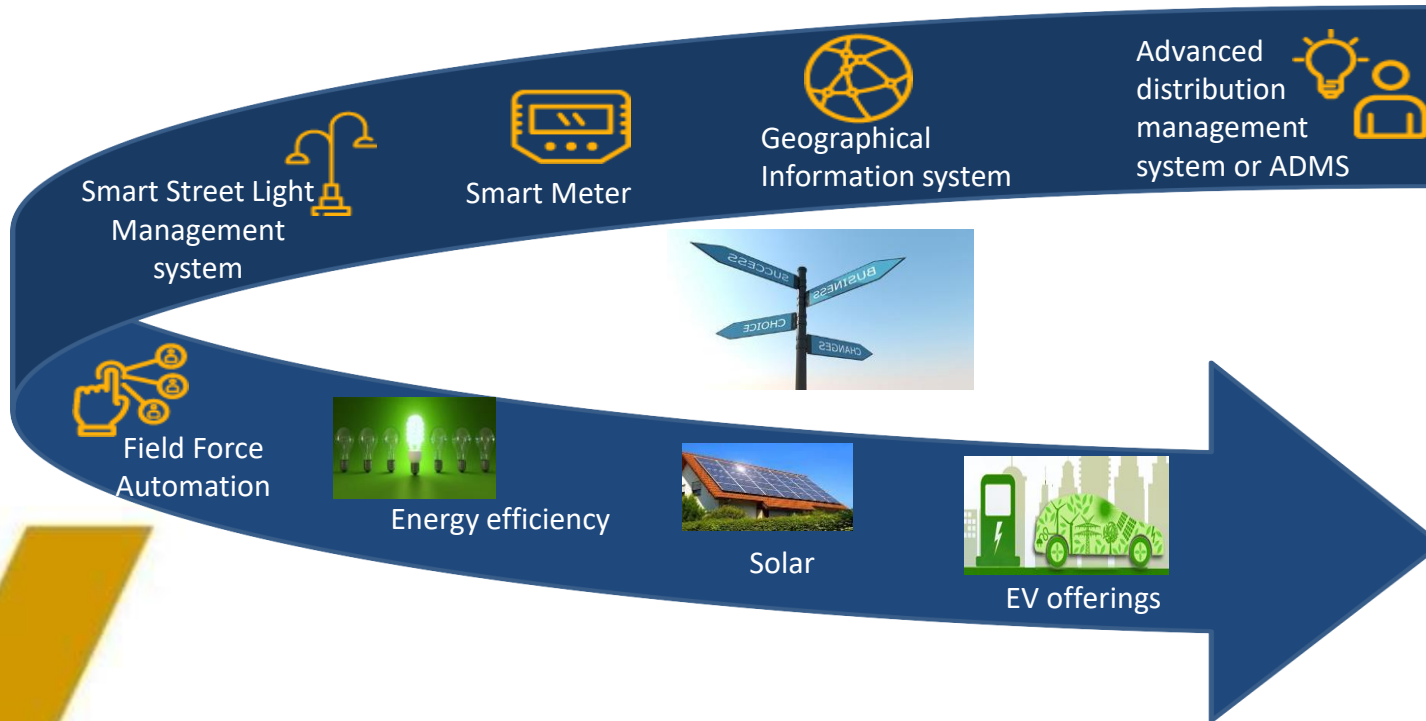 Advanced
distribution
management
system or ADMS
Geographical
Information system
Smart Meter
Smart Street Light
Management
system
SUCCESS
BUSINESS
CHOICE
CHANGES
Field Force
Automation
Energy efficiency
Solar
EV offerings